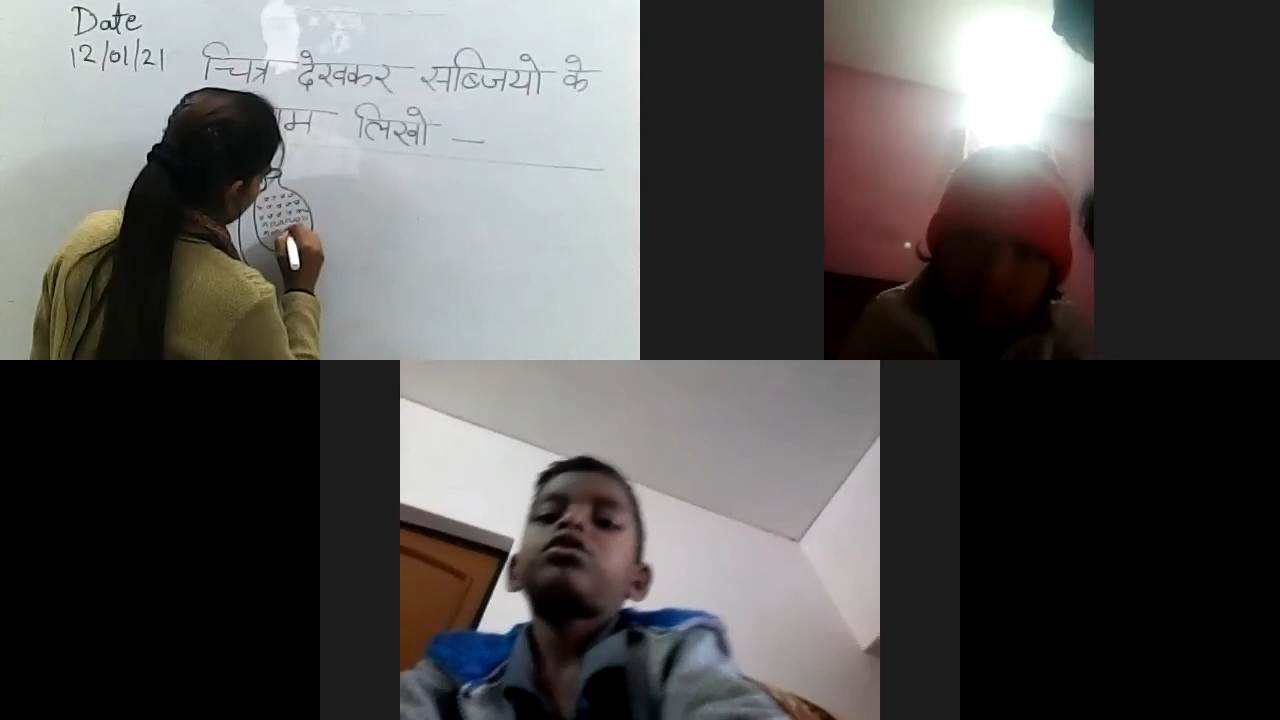 Date
12/01/21
चित्र देखकर सब्जियो के
लिखो —